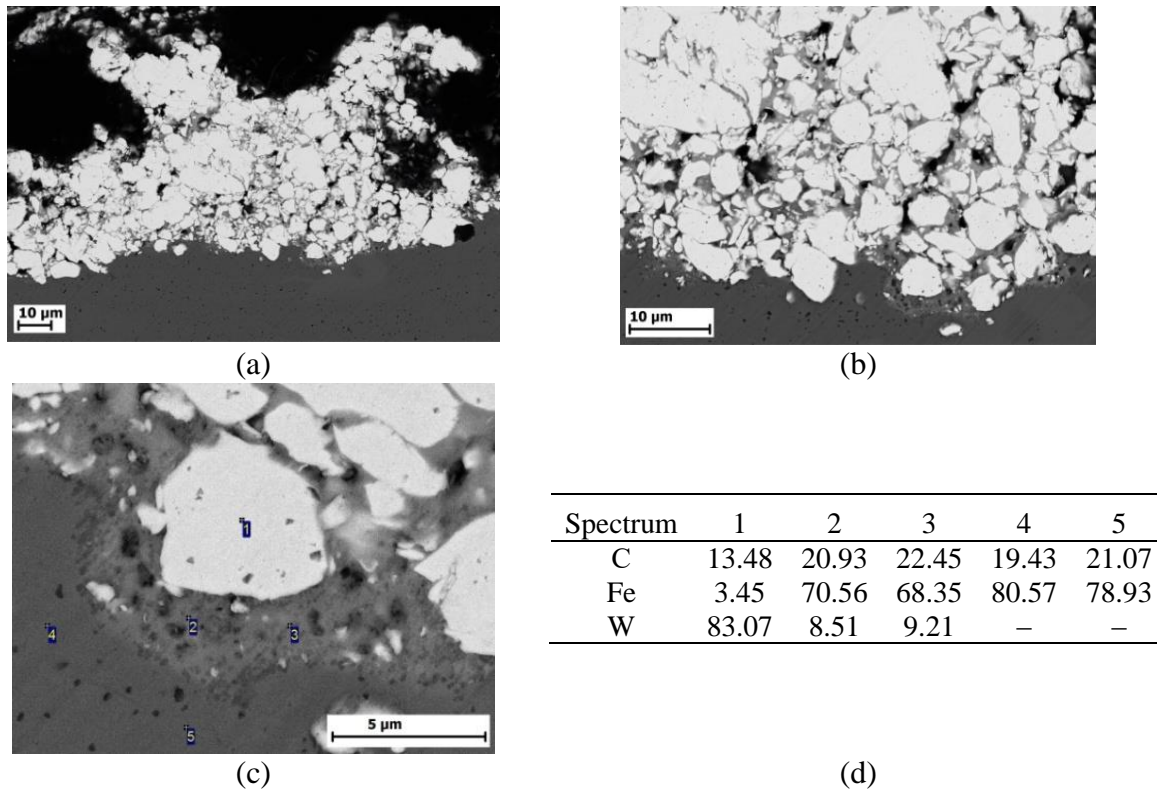 10 µm
10 µm
(a)
(b)
1
2
3
4
5
5 µm
Spectrum 1 2 3 4 5
C 13.48 20.93 22.45 19.43 21.07
Fe 3.45 70.56 68.35 80.57 78.93
W 83.07 8.51 9.21 – –
(c)
(d)